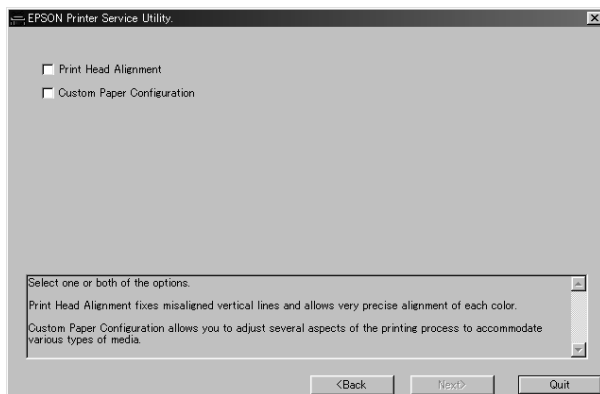 EPSON Printer Service Utility.
Print Head Alignment
Custom Paper Configuration
Select one or both of the options.
Print Head Alignment fixes misaligned vertical lines and allows very precise alignment of each color.
Custom Paper Configuration allows you to adjust several aspects of the printing process to accommodate
various types of media.
<Back Next> Quit